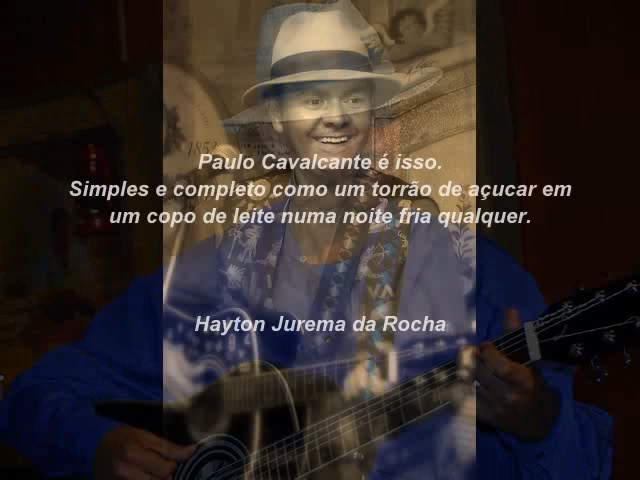 Paulo Cavalcante é isso.
Simples e completo como um torrão de açucar em
um copo de leite numa noite fria qualquer.
Hayton Jurema da Rocha